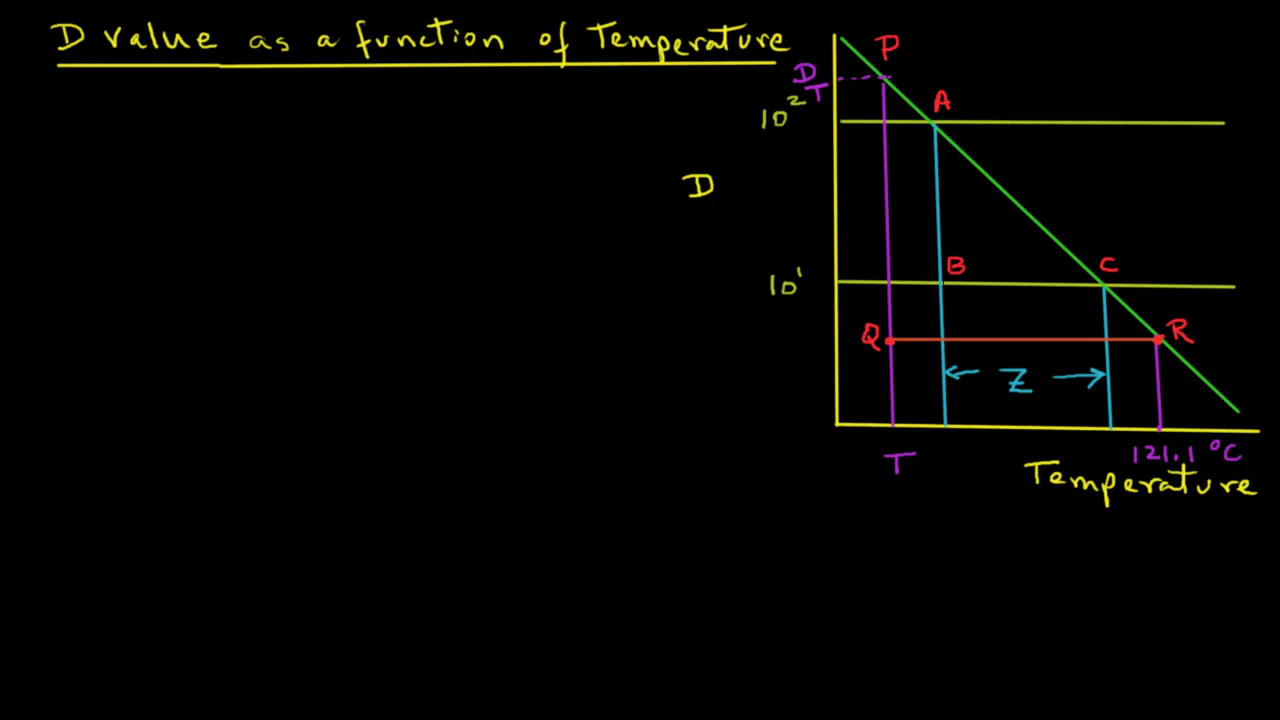 D value as a function of Temperature
P
D_T
A
10²
D
B
C
10¹
Q
R
Z
T
121.1 °C
Temperature